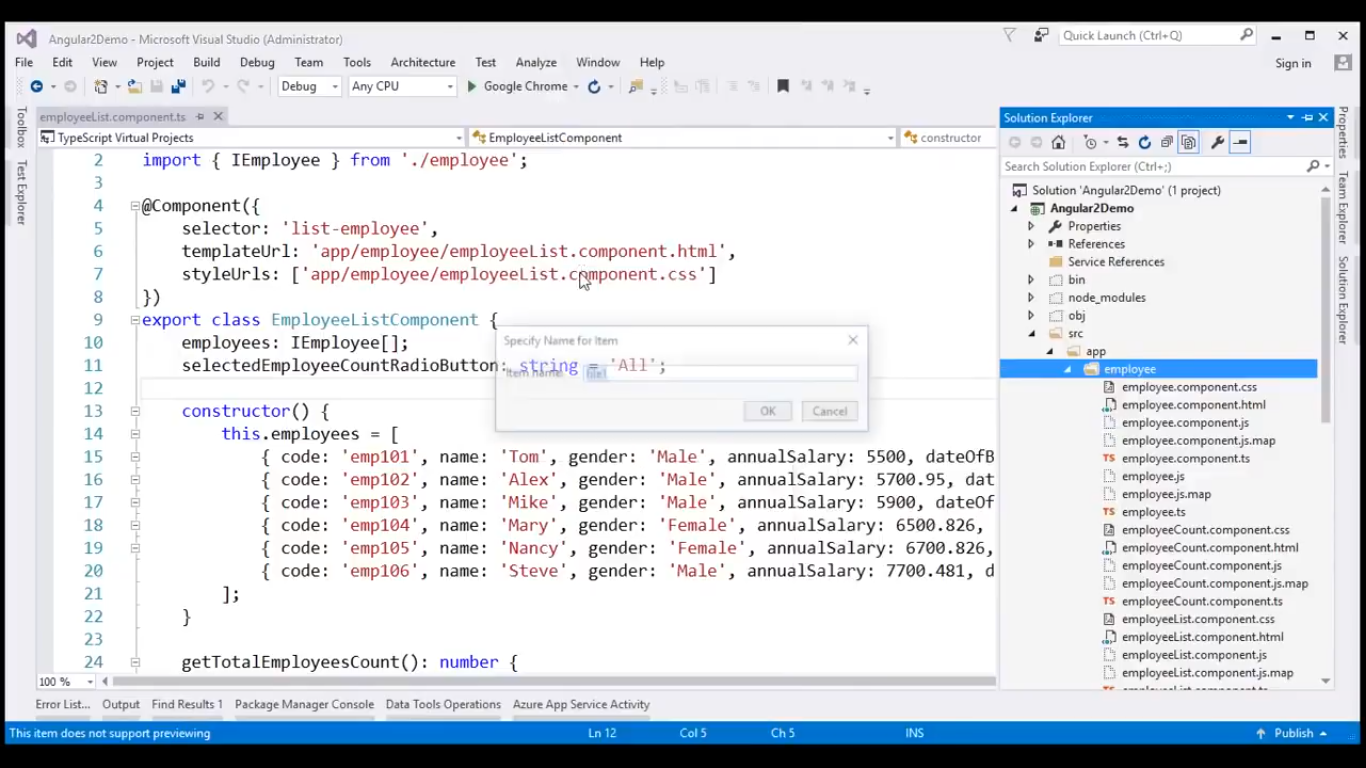 Angular2Demo - Microsoft Visual Studio (Administrator)
Quick Launch (Ctrl+Q)
File Edit View Project Build Debug Team Tools Architecture Test Analyze Window Help
Sign in
Debug Any CPU Google Chrome
Toolbox
Test Explorer
employeeList.component.ts
TypeScript Virtual Projects
EmployeeListComponent
constructor
2 import { IEmployee } from './employee';
3
4 @Component({
5 selector: 'list-employee',
6 templateUrl: 'app/employee/employeeList.component.html',
7 styleUrls: ['app/employee/employeeList.component.css']
8 })
9 export class EmployeeListComponent {
10 employees: IEmployee[];
11 selectedEmployeeCountRadioButton: string = 'All';
12
13 constructor() {
14 this.employees = [
15 { code: 'emp101', name: 'Tom', gender: 'Male', annualSalary: 5500, dateOfB
16 { code: 'emp102', name: 'Alex', gender: 'Male', annualSalary: 5700.95, dat
17 { code: 'emp103', name: 'Mike', gender: 'Male', annualSalary: 5900, dateOf
18 { code: 'emp104', name: 'Mary', gender: 'Female', annualSalary: 6500.826,
19 { code: 'emp105', name: 'Nancy', gender: 'Female', annualSalary: 6700.826,
20 { code: 'emp106', name: 'Steve', gender: 'Male', annualSalary: 7700.481, d
21 ];
22 }
23
24 getTotalEmployeesCount(): number {
Specify Name for Item
Item name:
OK Cancel
100 %
Solution Explorer
Search Solution Explorer (Ctrl+;)
Solution 'Angular2Demo' (1 project)
Angular2Demo
Properties
References
Service References
bin
node_modules
obj
src
app
employee
employee.component.css
employee.component.html
employee.component.js
employee.component.js.map
TS employee.component.ts
employee.js
employee.js.map
TS employee.ts
employeeCount.component.css
employeeCount.component.html
employeeCount.component.js
employeeCount.component.js.map
TS employeeCount.component.ts
employeeList.component.css
employeeList.component.html
employeeList.component.js
employeeList.component.js.map
Properties
Team Explorer
Solution Explorer
Error List... Output Find Results 1 Package Manager Console Data Tools Operations Azure App Service Activity
This item does not support previewing Ln 12 Col 5 Ch 5 INS Publish